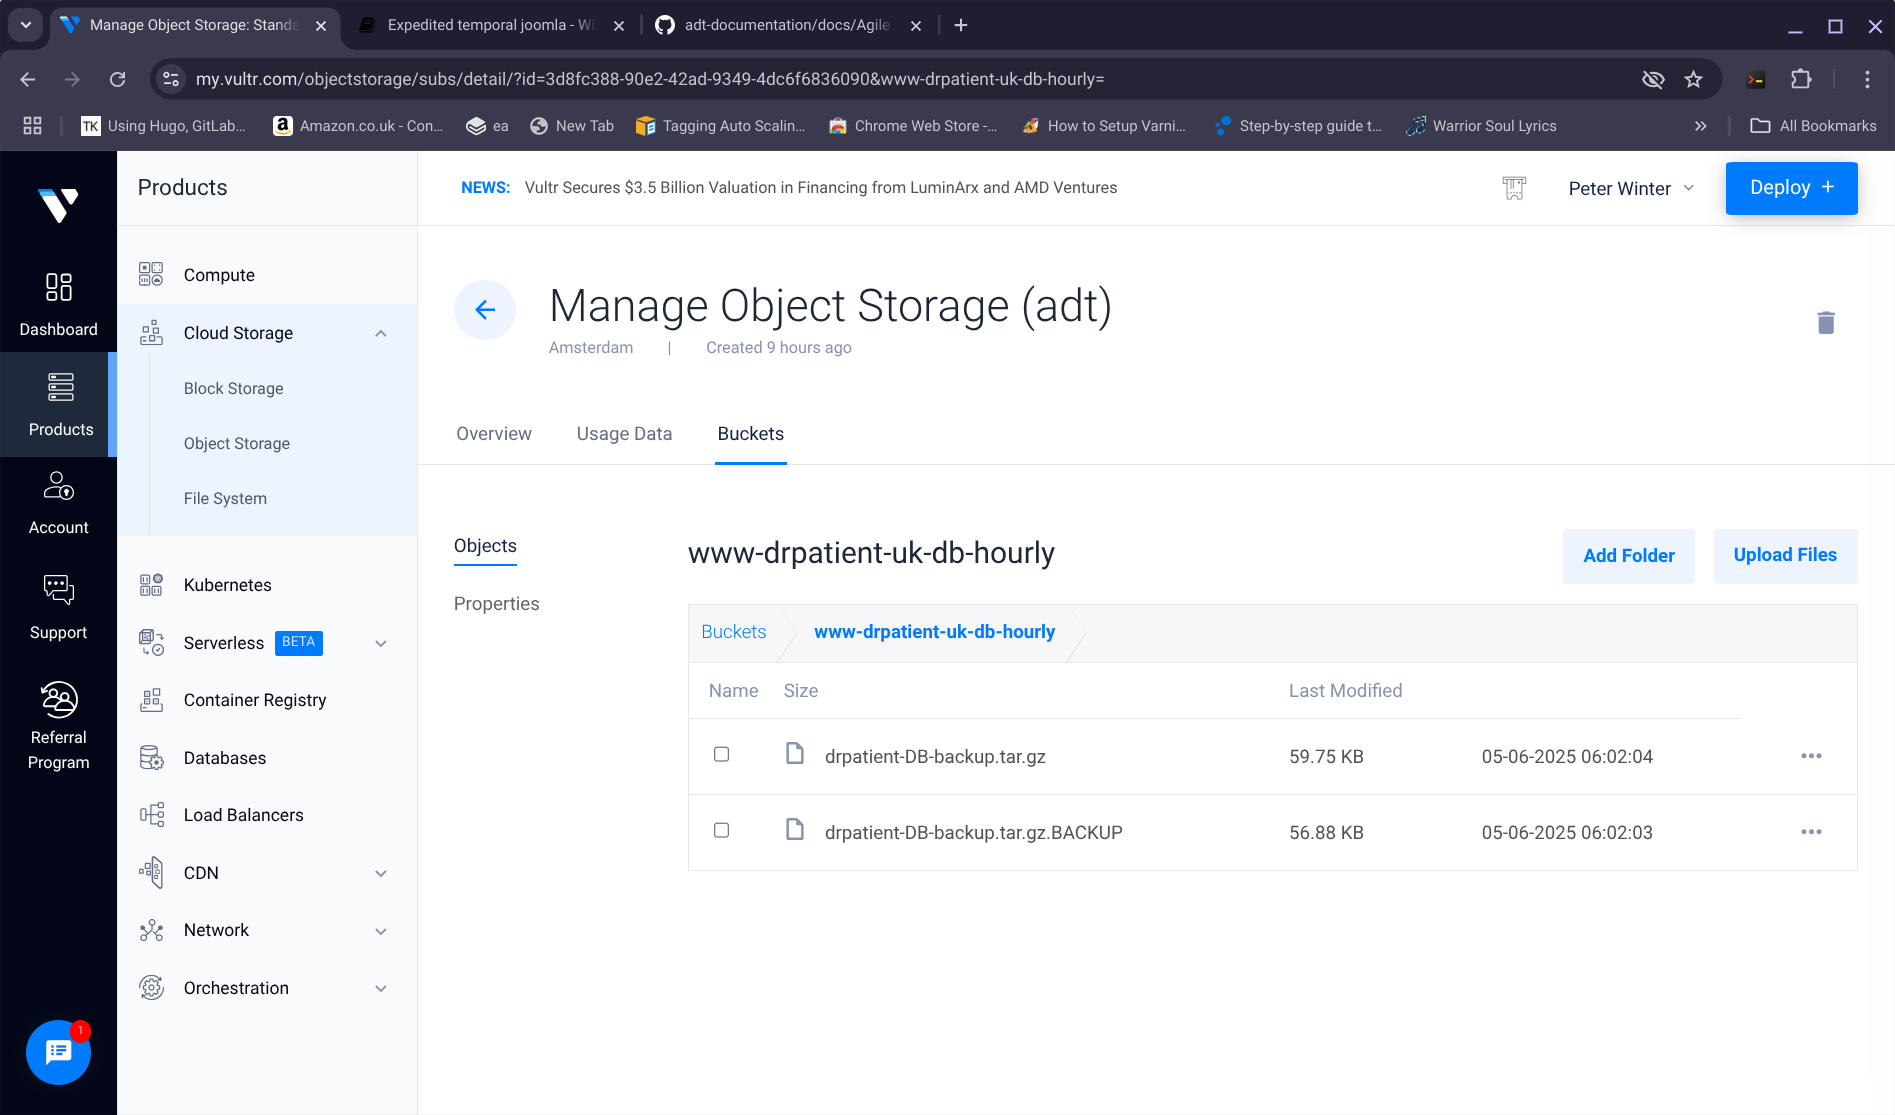 Manage Object Storage: Standa
Expedited temporal joomla - Wi
adt-documentation/docs/Agile
my.vultr.com/objectstorage/subs/detail/?id=3d8fc388-90e2-42ad-9349-4dc6f6836090&www-drpatient-uk-db-hourly=
TK Using Hugo, GitLab…
a Amazon.co.uk - Con…
ea
New Tab
Tagging Auto Scalin…
Chrome Web Store -…
How to Setup Varni…
Step-by-step guide t…
Warrior Soul Lyrics
All Bookmarks
Dashboard
Products
Account
Support
Referral
Program
1
Products
Compute
Cloud Storage
Block Storage
Object Storage
File System
Kubernetes
Serverless BETA
Container Registry
Databases
Load Balancers
CDN
Network
Orchestration
NEWS: Vultr Secures $3.5 Billion Valuation in Financing from LuminArx and AMD Ventures
Peter Winter
Deploy +
Manage Object Storage (adt)
Amsterdam | Created 9 hours ago
Overview Usage Data Buckets
Objects
Properties
www-drpatient-uk-db-hourly
Add Folder Upload Files
Buckets www-drpatient-uk-db-hourly
Name Size Last Modified
drpatient-DB-backup.tar.gz 59.75 KB 05-06-2025 06:02:04
drpatient-DB-backup.tar.gz.BACKUP 56.88 KB 05-06-2025 06:02:03